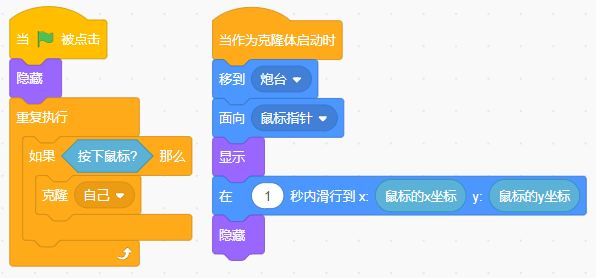 当 被点击
隐藏
重复执行
如果 按下鼠标? 那么
克隆 自己
当作为克隆体启动时
移到 炮台
面向 鼠标指针
显示
在 1 秒内滑行到 x: 鼠标的x坐标 y: 鼠标的y坐标
隐藏